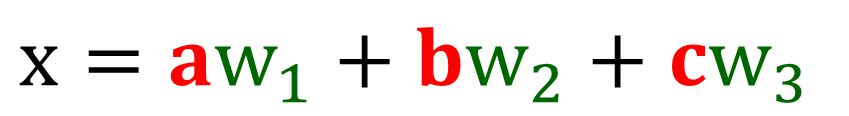 x = aw₁ + bw₂ + cw₃